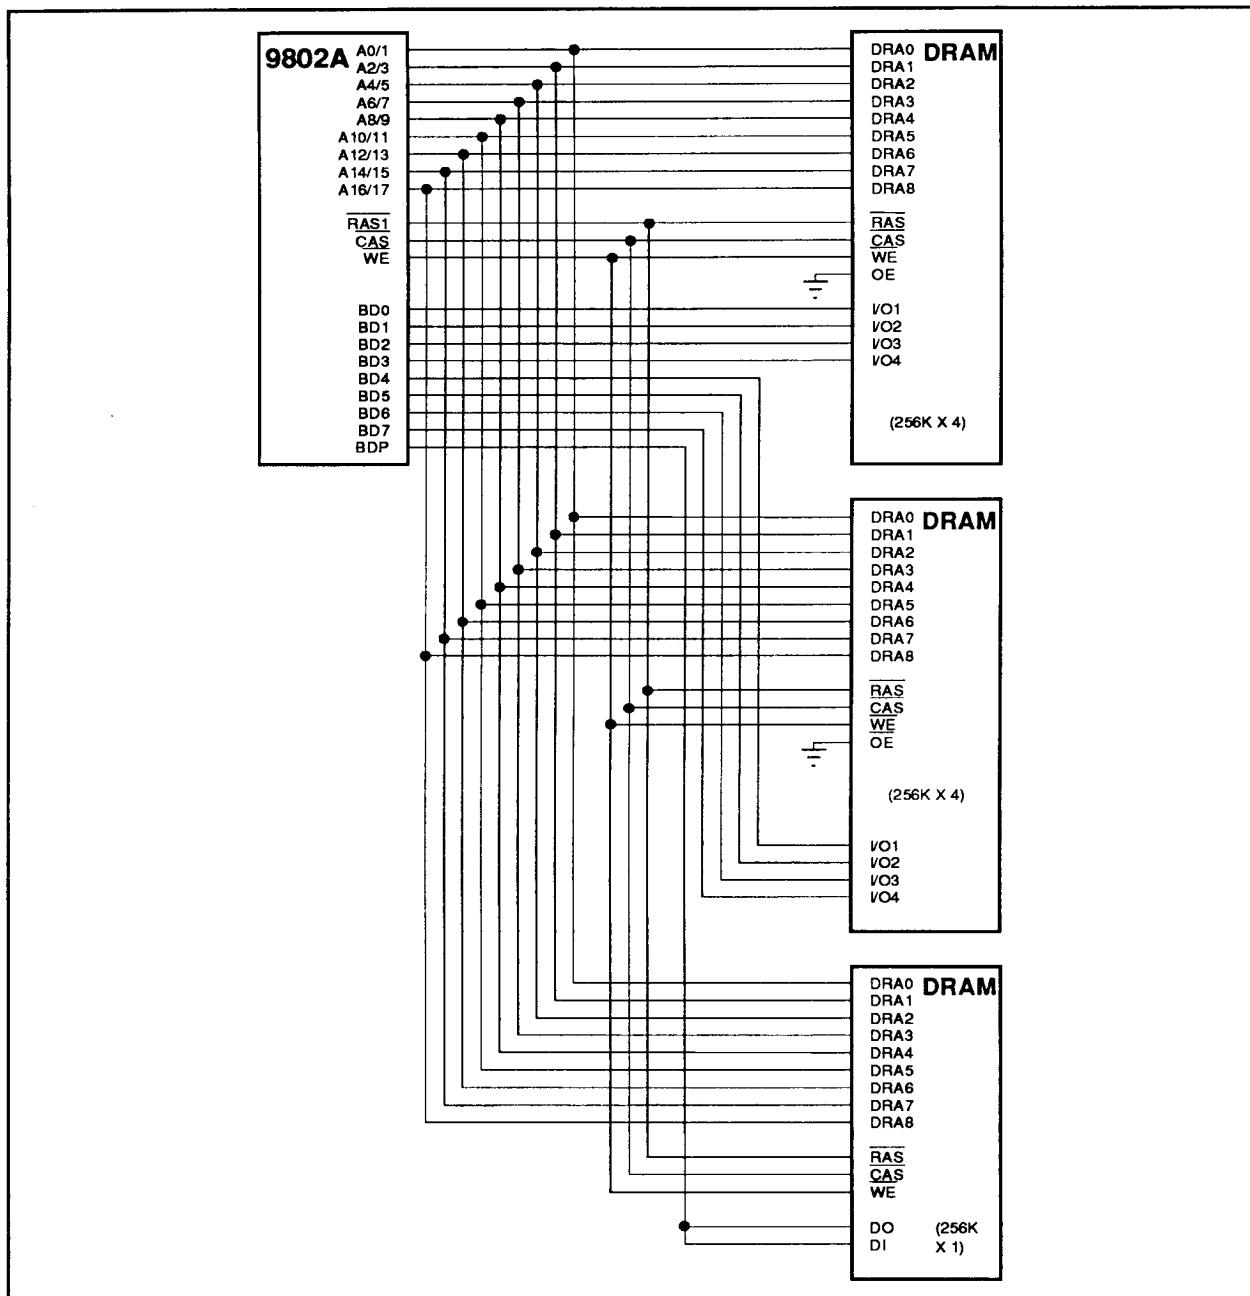 9802A
A0/1
A2/3
A4/5
A6/7
A8/9
A10/11
A12/13
A14/15
A16/17
RAS1
CAS
WE
BD0
BD1
BD2
BD3
BD4
BD5
BD6
BD7
BDP
DRAM
DRA0
DRA1
DRA2
DRA3
DRA4
DRA5
DRA6
DRA7
DRA8
RAS
CAS
WE
OE
I/O1
I/O2
I/O3
I/O4
(256K X 4)
DRAM
DRA0
DRA1
DRA2
DRA3
DRA4
DRA5
DRA6
DRA7
DRA8
RAS
CAS
WE
OE
(256K X 4)
I/O1
I/O2
I/O3
I/O4
DRAM
DRA0
DRA1
DRA2
DRA3
DRA4
DRA5
DRA6
DRA7
DRA8
RAS
CAS
WE
DO (256K
DI X 1)